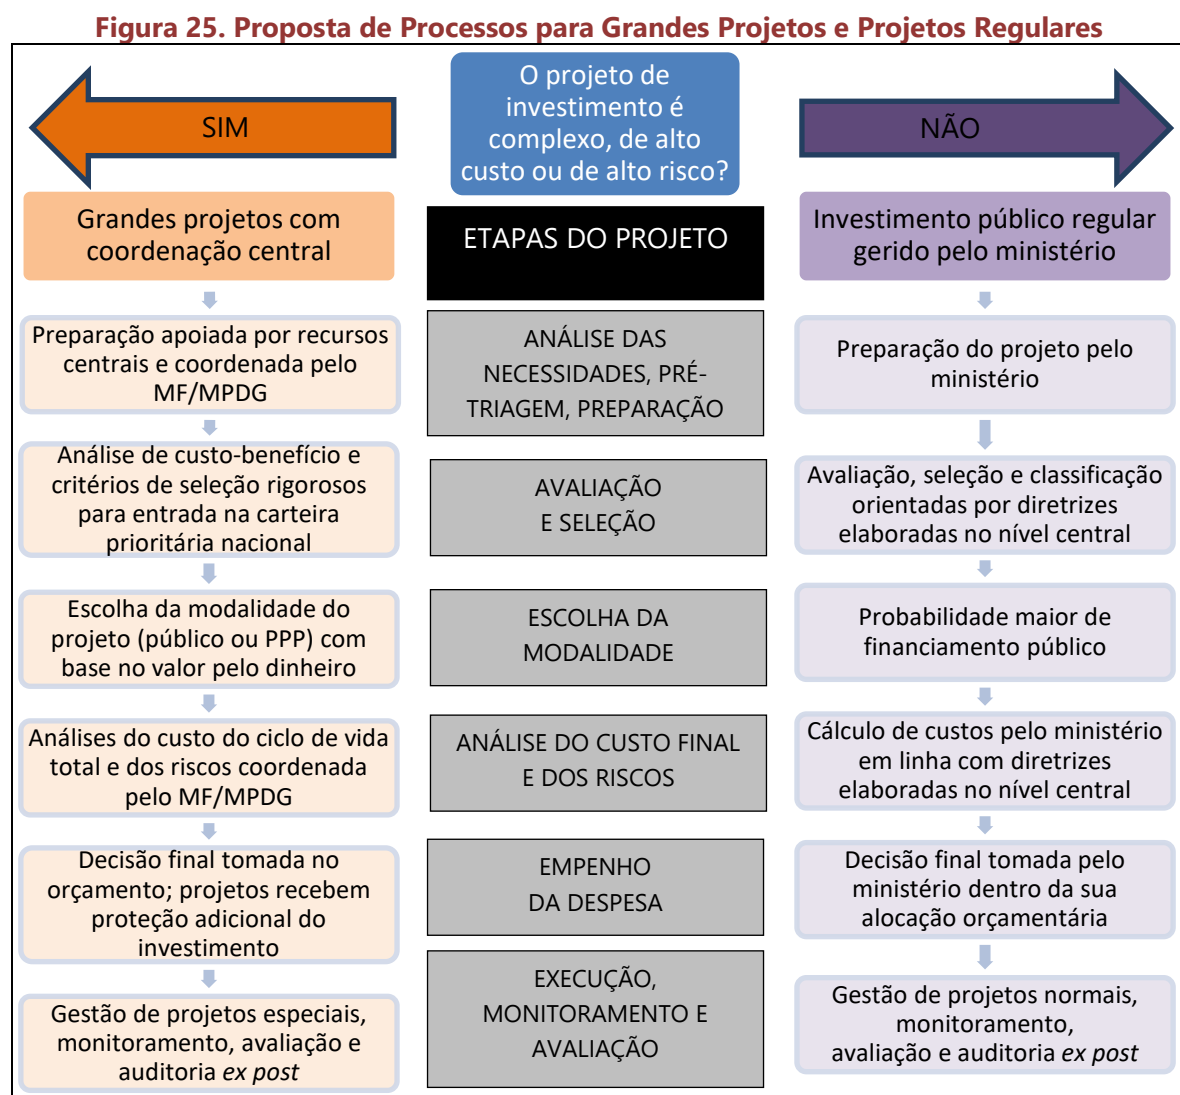 Figura 25. Proposta de Processos para Grandes Projetos e Projetos Regulares
SIM
O projeto de
investimento é
complexo, de alto
custo ou de alto risco?
NÃO
Grandes projetos com
coordenação central
ETAPAS DO PROJETO
Investimento público regular
gerido pelo ministério
Preparação apoiada por recursos
centrais e coordenada pelo
MF/MPDG
ANÁLISE DAS
NECESSIDADES, PRÉ-
TRIAGEM, PREPARAÇÃO
Preparação do projeto pelo
ministério
Análise de custo-benefício e
critérios de seleção rigorosos
para entrada na carteira
prioritária nacional
AVALIAÇÃO
E SELEÇÃO
Avaliação, seleção e classificação
orientadas por diretrizes
elaboradas no nível central
Escolha da modalidade do
projeto (público ou PPP) com
base no valor pelo dinheiro
ESCOLHA DA
MODALIDADE
Probabilidade maior de
financiamento público
Análises do custo do ciclo de vida
total e dos riscos coordenada
pelo MF/MPDG
ANÁLISE DO CUSTO FINAL
E DOS RISCOS
Cálculo de custos pelo ministério
em linha com diretrizes
elaboradas no nível central
Decisão final tomada no
orçamento; projetos recebem
proteção adicional do
investimento
EMPENHO
DA DESPESA
Decisão final tomada pelo
ministério dentro da sua
alocação orçamentária
Gestão de projetos especiais,
monitoramento, avaliação e
auditoria ex post
EXECUÇÃO,
MONITORAMENTO E
AVALIAÇÃO
Gestão de projetos normais,
monitoramento,
avaliação e auditoria ex post